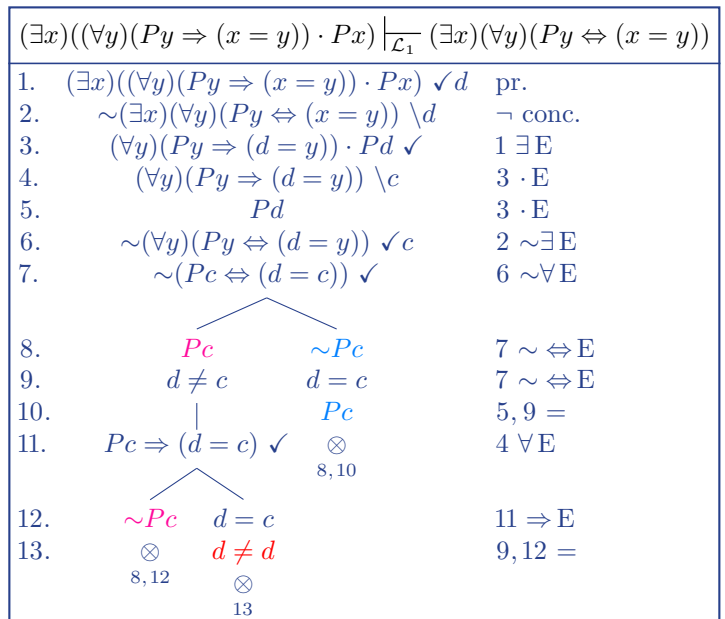 (∃x)((∀y)(Py ⇒ (x = y)) · Px) ⊢ℒ₁ (∃x)(∀y)(Py ⇔ (x = y))
1. (∃x)((∀y)(Py ⇒ (x = y)) · Px) ✓d pr.
2. ∼(∃x)(∀y)(Py ⇔ (x = y)) \d ¬ conc.
3. (∀y)(Py ⇒ (d = y)) · Pd ✓ 1 ∃E
4. (∀y)(Py ⇒ (d = y)) \c 3 ·E
5. Pd 3 ·E
6. ∼(∀y)(Py ⇔ (d = y)) ✓c 2 ∼∃E
7. ∼(Pc ⇔ (d = c)) ✓ 6 ∼∀E
8. Pc ∼Pc 7 ∼⇔E
9. d ≠ c d = c 7 ∼⇔E
10. | Pc 5, 9 =
11. Pc ⇒ (d = c) ✓ ⊗ 4 ∀E
8, 10
12. ∼Pc d = c 11 ⇒E
13. ⊗ d ≠ d 9, 12 =
8, 12 ⊗
13